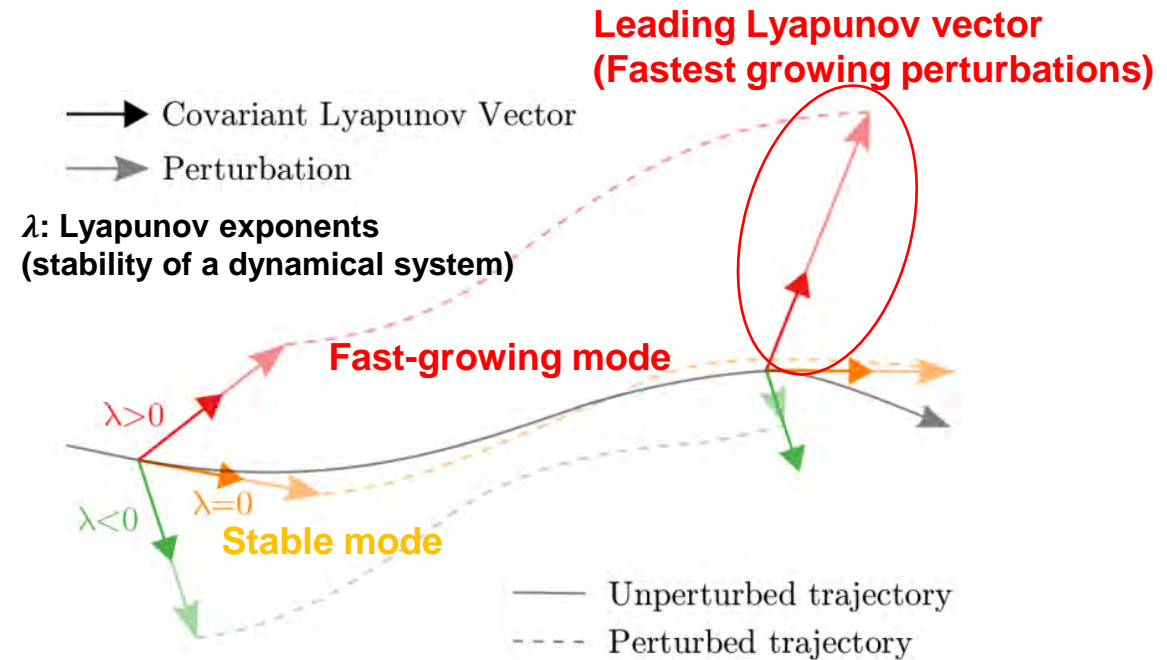 Leading Lyapunov vector
(Fastest growing perturbations)
Covariant Lyapunov Vector
Perturbation
λ: Lyapunov exponents
(stability of a dynamical system)
Fast-growing mode
λ>0
λ=0
λ<0
Stable mode
Unperturbed trajectory
Perturbed trajectory